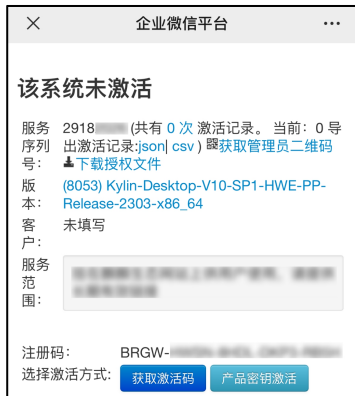 企业微信平台
该系统未激活
服务 2918 (共有 0 次 激活记录。 当前：0 导
序列 出激活记录:json| csv ) 获取管理员二维码
号： 下载授权文件
版 (8053) Kylin-Desktop-V10-SP1-HWE-PP-
本： Release-2303-x86_64
客 未填写
户：
服务
范
围：
注册码： BRGW-
选择激活方式： 获取激活码 产品密钥激活